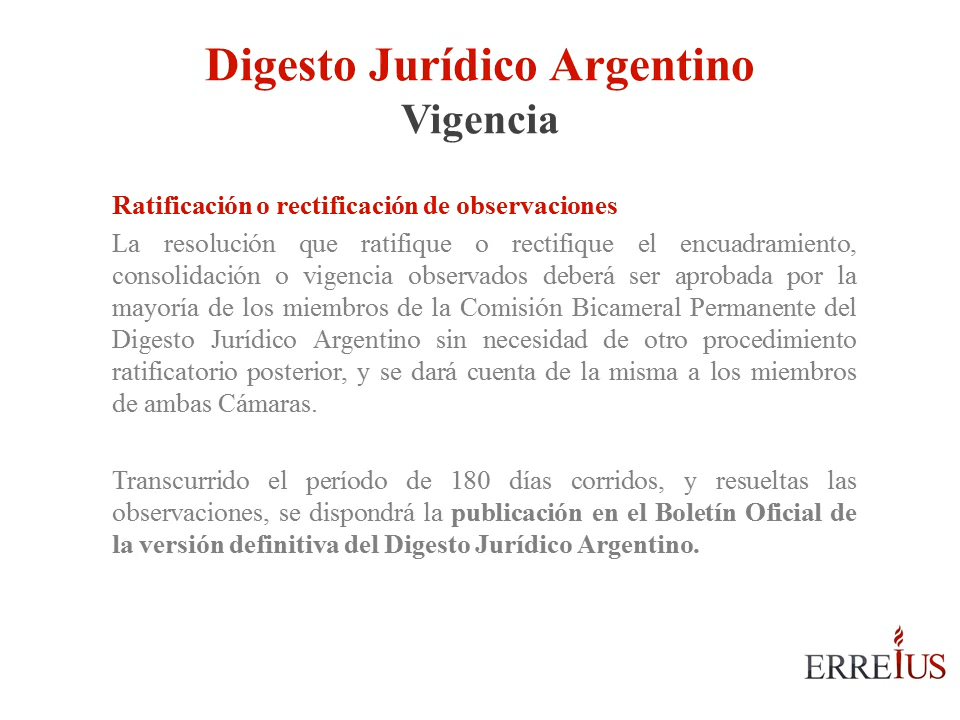 Digesto Jurídico Argentino
Vigencia
Ratificación o rectificación de observaciones
La resolución que ratifique o rectifique el encuadramiento,
consolidación o vigencia observados deberá ser aprobada por la
mayoría de los miembros de la Comisión Bicameral Permanente del
Digesto Jurídico Argentino sin necesidad de otro procedimiento
ratificatorio posterior, y se dará cuenta de la misma a los miembros
de ambas Cámaras.
Transcurrido el período de 180 días corridos, y resueltas las
observaciones, se dispondrá la publicación en el Boletín Oficial de
la versión definitiva del Digesto Jurídico Argentino.
ERREIUS